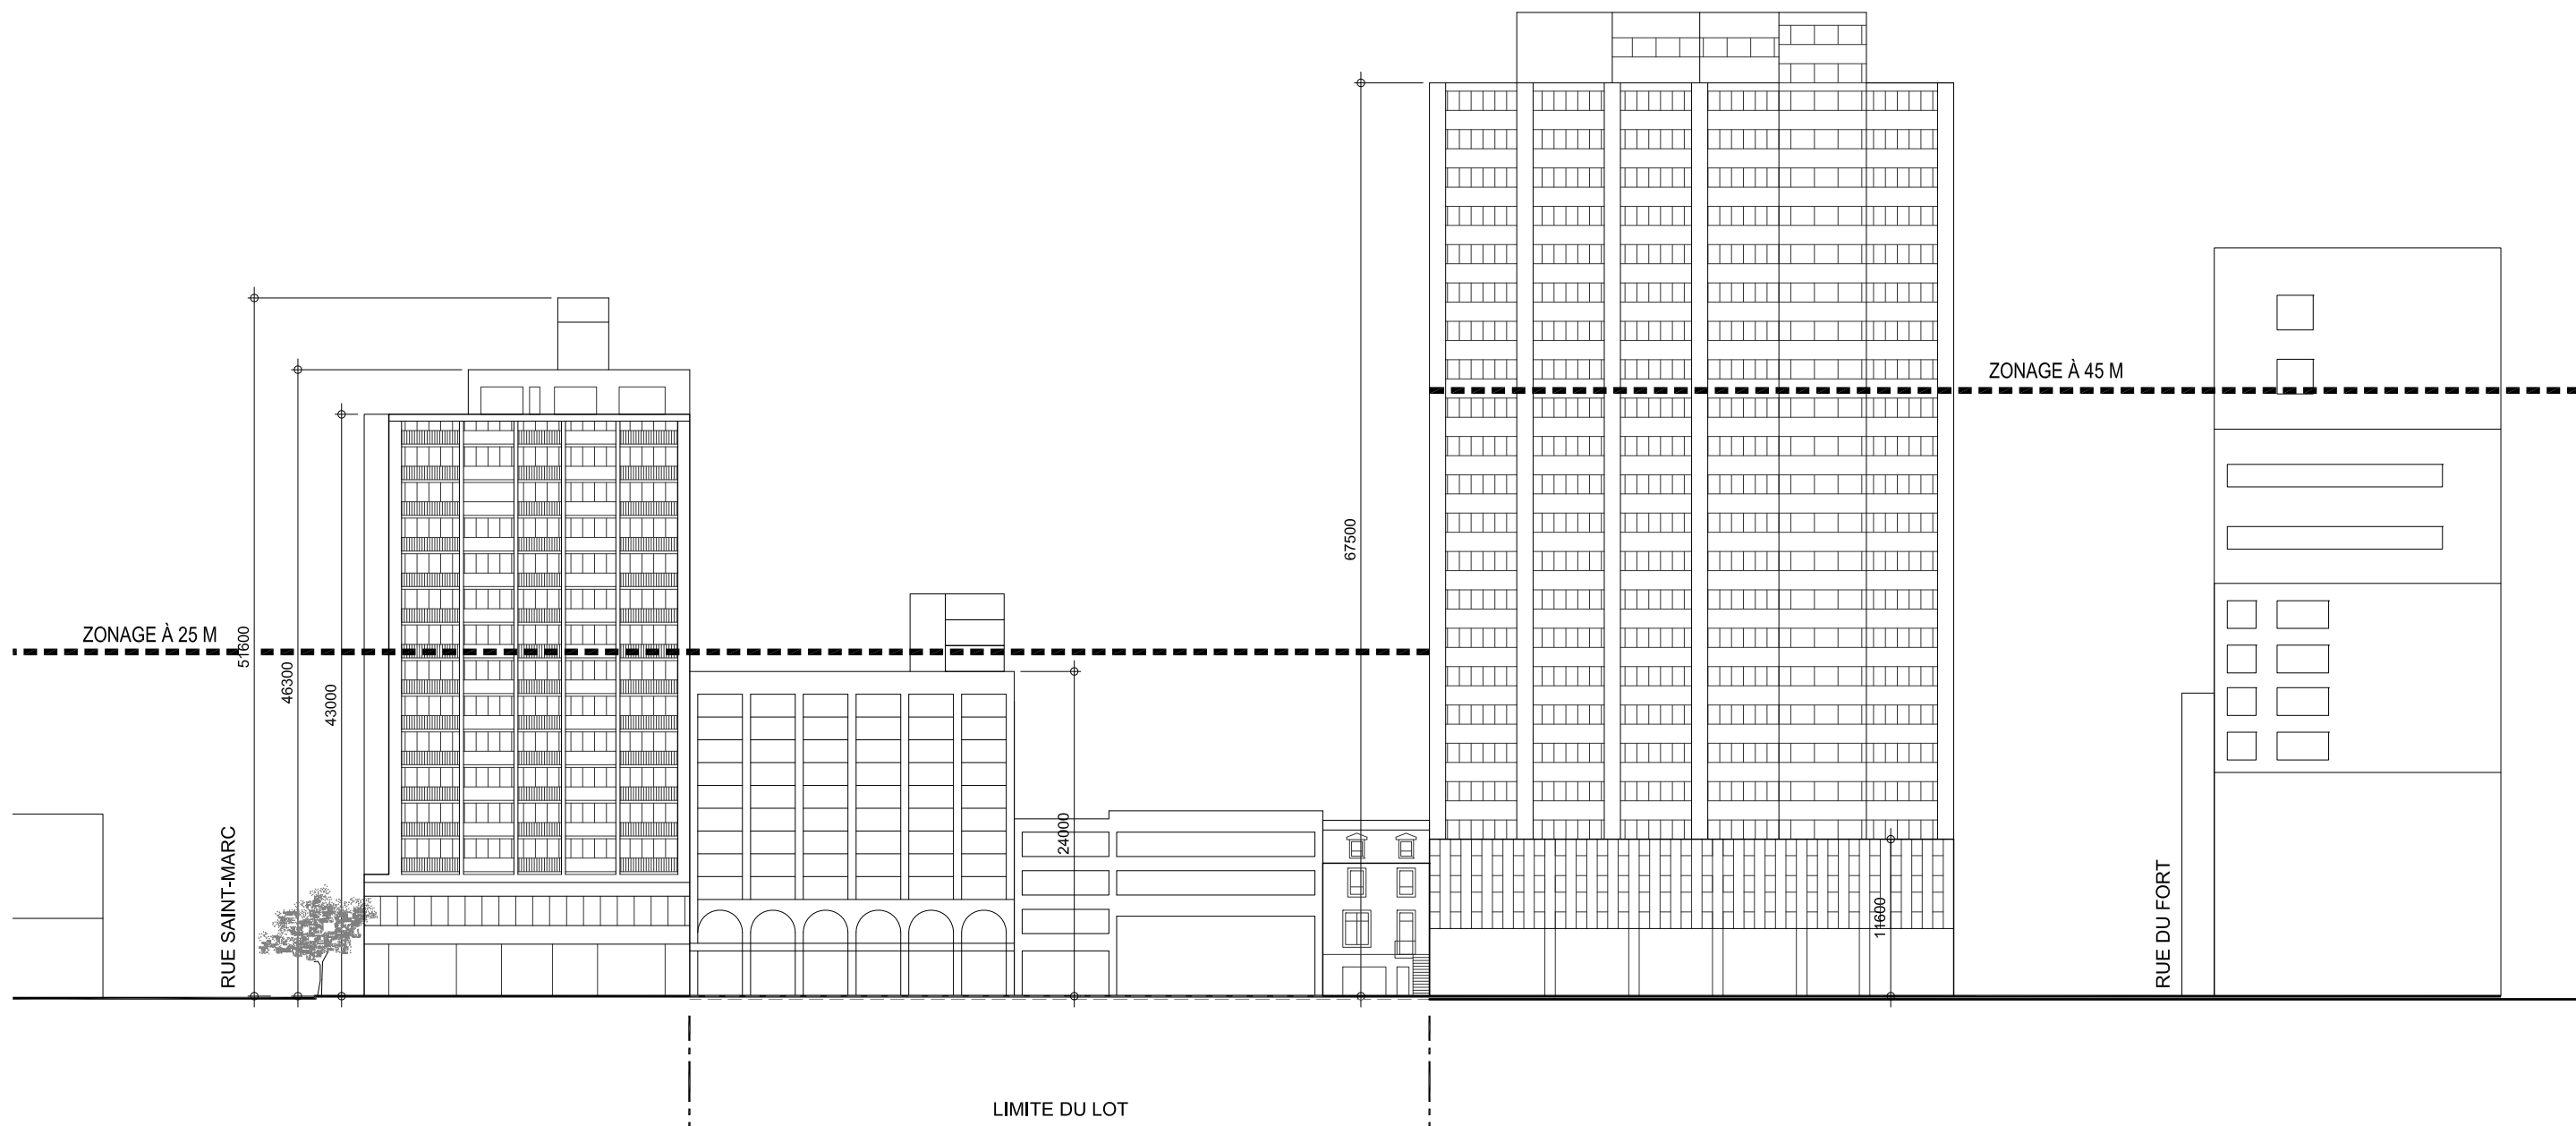 ZONAGE À 45 M
ZONAGE À 25 M
51600
46300
43000
67500
24000
11600
RUE SAINT-MARC
RUE DU FORT
LIMITE DU LOT